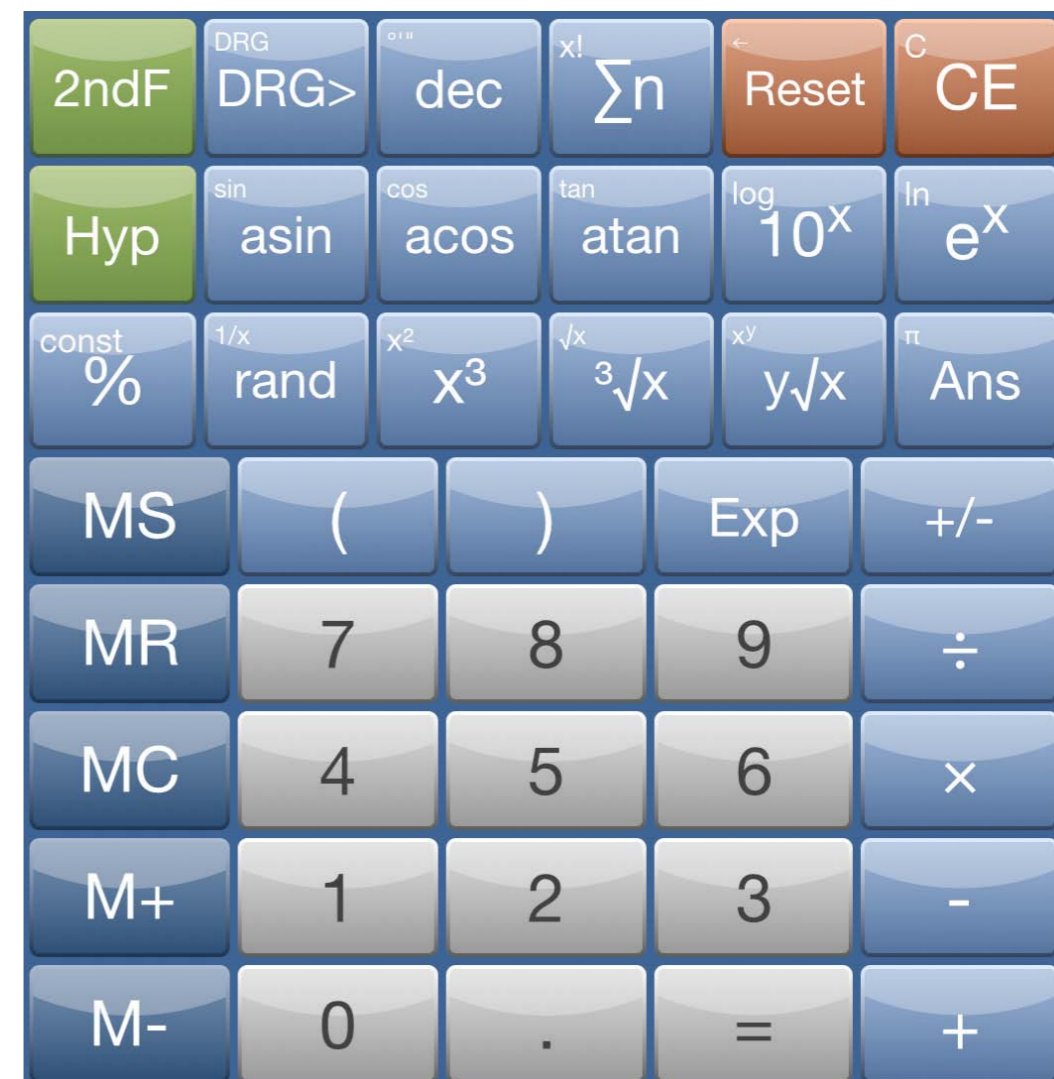 2ndF DRG DRG> °'" dec x! ∑n ← Reset C CE
Hyp sin asin cos acos tan atan log 10ˣ ln eˣ
const % 1/x rand x² x³ √x ³√x xʸ y√x π Ans
MS ( ) Exp +/-
MR 7 8 9 ÷
MC 4 5 6 ×
M+ 1 2 3 -
M- 0 . = +